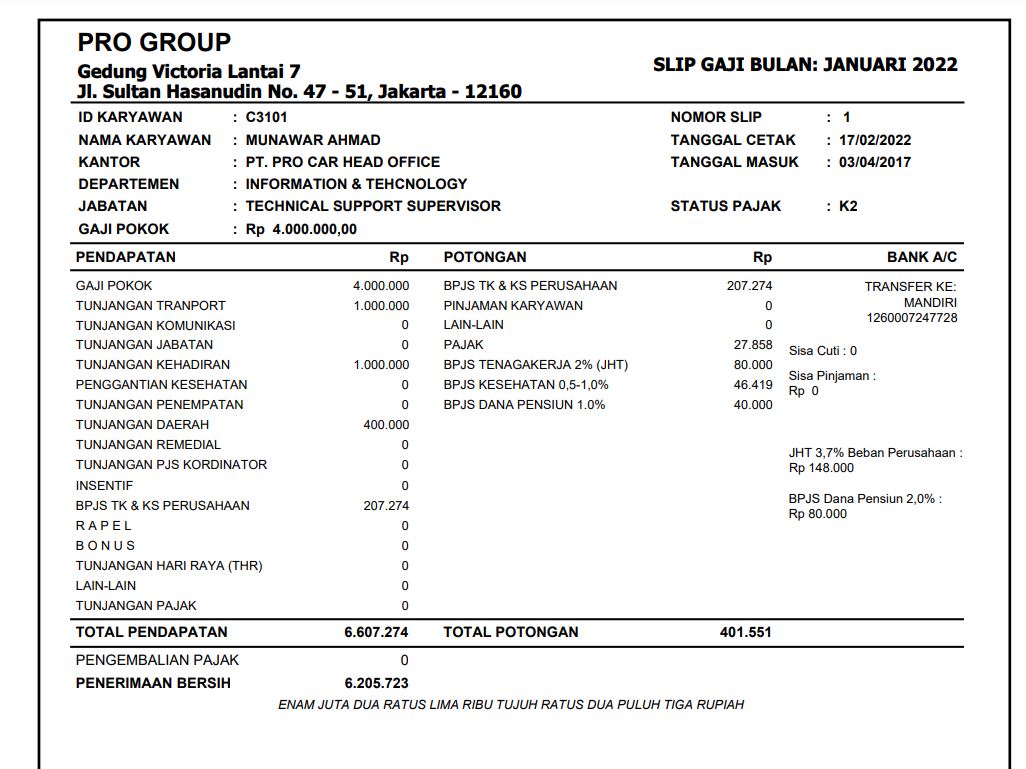 PRO GROUP
Gedung Victoria Lantai 7
Jl. Sultan Hasanudin No. 47 - 51, Jakarta - 12160
SLIP GAJI BULAN: JANUARI 2022
ID KARYAWAN : C3101 NOMOR SLIP : 1
NAMA KARYAWAN : MUNAWAR AHMAD TANGGAL CETAK : 17/02/2022
KANTOR : PT. PRO CAR HEAD OFFICE TANGGAL MASUK : 03/04/2017
DEPARTEMEN : INFORMATION & TEHCNOLOGY
JABATAN : TECHNICAL SUPPORT SUPERVISOR STATUS PAJAK : K2
GAJI POKOK : Rp 4.000.000,00
PENDAPATAN Rp POTONGAN Rp BANK A/C
GAJI POKOK 4.000.000 BPJS TK & KS PERUSAHAAN 207.274 TRANSFER KE:
TUNJANGAN TRANPORT 1.000.000 PINJAMAN KARYAWAN 0 MANDIRI
TUNJANGAN KOMUNIKASI 0 LAIN-LAIN 0 1260007247728
TUNJANGAN JABATAN 0 PAJAK 27.858 Sisa Cuti : 0
TUNJANGAN KEHADIRAN 1.000.000 BPJS TENAGAKERJA 2% (JHT) 80.000
PENGGANTIAN KESEHATAN 0 BPJS KESEHATAN 0,5-1,0% 46.419 Sisa Pinjaman :
TUNJANGAN PENEMPATAN 0 BPJS DANA PENSIUN 1.0% 40.000 Rp 0
TUNJANGAN DAERAH 400.000
TUNJANGAN REMEDIAL 0 JHT 3,7% Beban Perusahaan :
TUNJANGAN PJS KORDINATOR 0 Rp 148.000
INSENTIF 0
BPJS TK & KS PERUSAHAAN 207.274 BPJS Dana Pensiun 2,0% :
R A P E L 0 Rp 80.000
B O N U S 0
TUNJANGAN HARI RAYA (THR) 0
LAIN-LAIN 0
TUNJANGAN PAJAK 0
TOTAL PENDAPATAN 6.607.274 TOTAL POTONGAN 401.551
PENGEMBALIAN PAJAK 0
PENERIMAAN BERSIH 6.205.723
ENAM JUTA DUA RATUS LIMA RIBU TUJUH RATUS DUA PULUH TIGA RUPIAH